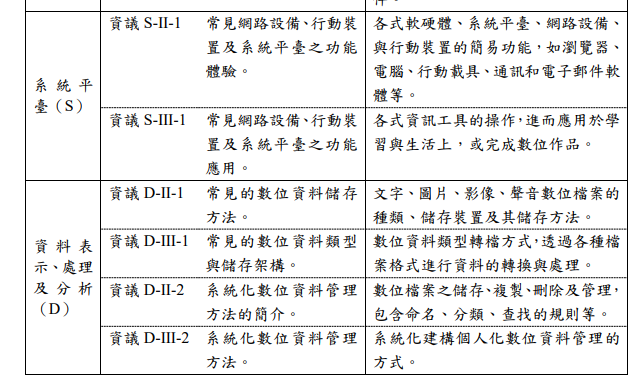 件。
資議 S-II-1 常見網路設備、行動裝 各式軟硬體、系統平臺、網路設備、
置及系統平臺之功能 與行動裝置的簡易功能，如瀏覽器、
體驗。 電腦、行動載具、通訊和電子郵件軟
體等。
系統平
臺（S）
資議 S-III-1 常見網路設備、行動裝 各式資訊工具的操作，進而應用於學
置及系統平臺之功能 習與生活上，或完成數位作品。
應用。
資議 D-II-1 常見的數位資料儲存 文字、圖片、影像、聲音數位檔案的
方法。 種類、儲存裝置及其儲存方法。
資議 D-III-1 常見的數位資料類型 數位資料類型轉檔方式，透過各種檔
與儲存架構。 案格式進行資料的轉換與處理。
資料表
示、處理
及分析
（D）
資議 D-II-2 系統化數位資料管理 數位檔案之儲存、複製、刪除及管理，
方法的簡介。 包含命名、分類、查找的規則等。
資議 D-III-2 系統化數位資料管理 系統化建構個人化數位資料管理的
方法。 方式。